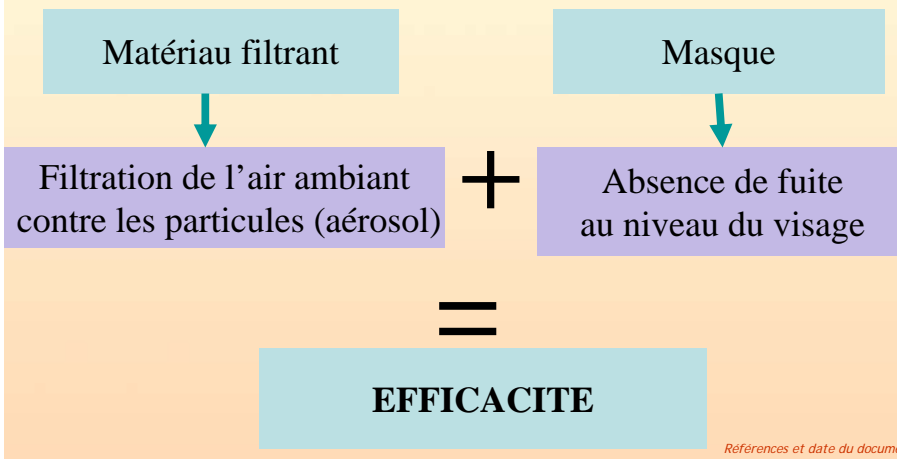 Matériau filtrant
Masque
Filtration de l’air ambiant
contre les particules (aérosol)
+
Absence de fuite
au niveau du visage
=
EFFICACITE
Références et date du docume